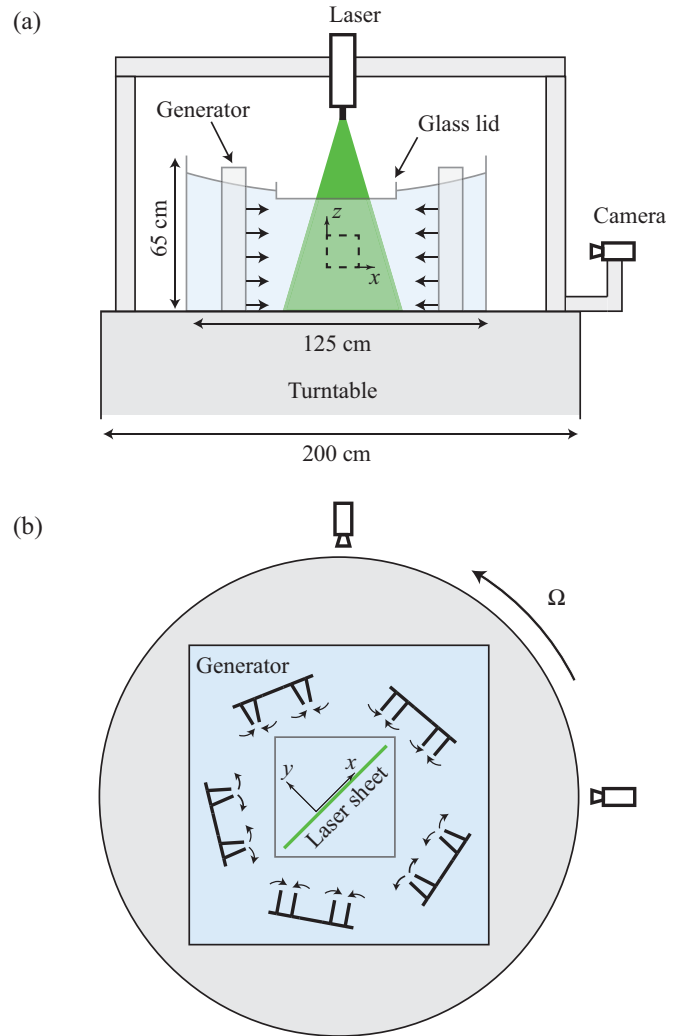 (a)
Laser
Generator
Glass lid
Camera
65 cm
z
x
125 cm
Turntable
200 cm
(b)
Ω
Generator
y
x
Laser sheet